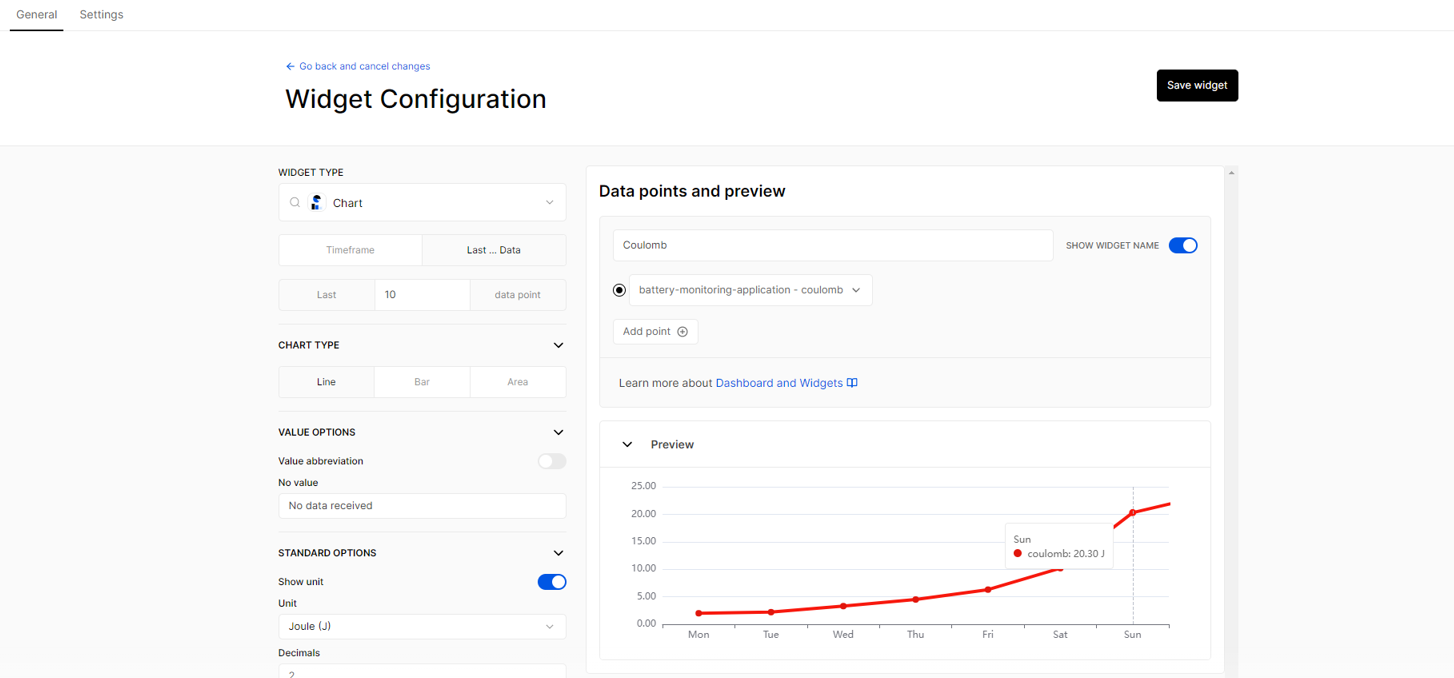 General Settings
Go back and cancel changes
Widget Configuration
Save widget
WIDGET TYPE
Chart
Timeframe Last ... Data
Last 10 data point
CHART TYPE
Line Bar Area
VALUE OPTIONS
Value abbreviation
No value
No data received
STANDARD OPTIONS
Show unit
Unit
Joule (J)
Decimals
2
Data points and preview
Coulomb SHOW WIDGET NAME
battery-monitoring-application - coulomb
Add point
Learn more about Dashboard and Widgets
Preview
25.00
20.00
15.00
10.00
5.00
0.00
Sun
coulomb: 20.30 J
Mon Tue Wed Thu Fri Sat Sun